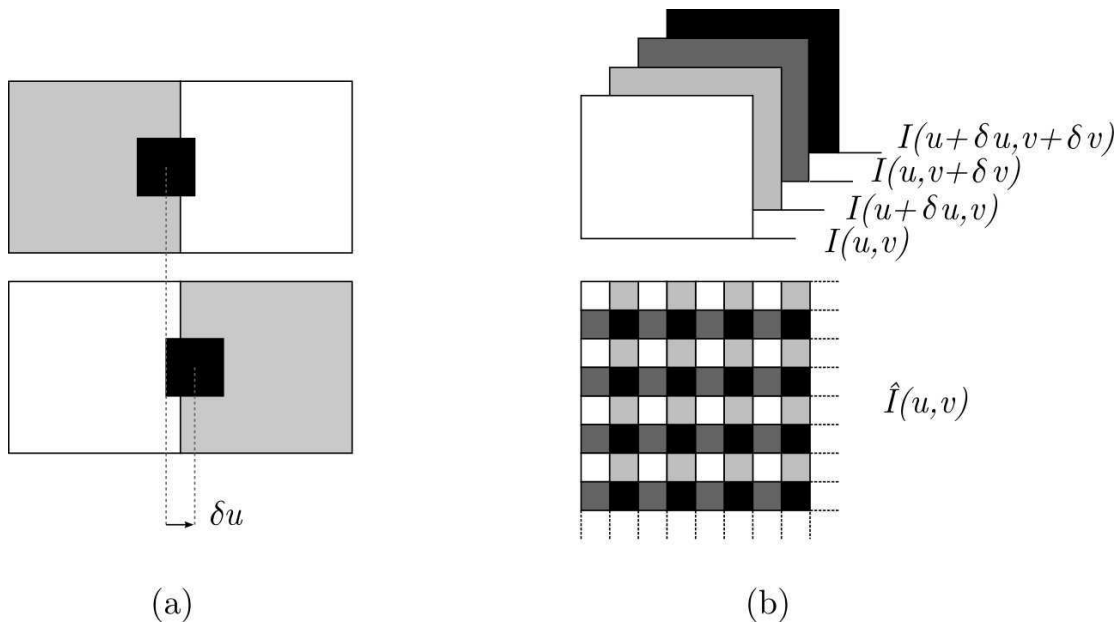 I(u+δu,v+δv)
I(u,v+δv)
I(u+δu,v)
I(u,v)
Î(u,v)
δu
(a)
(b)